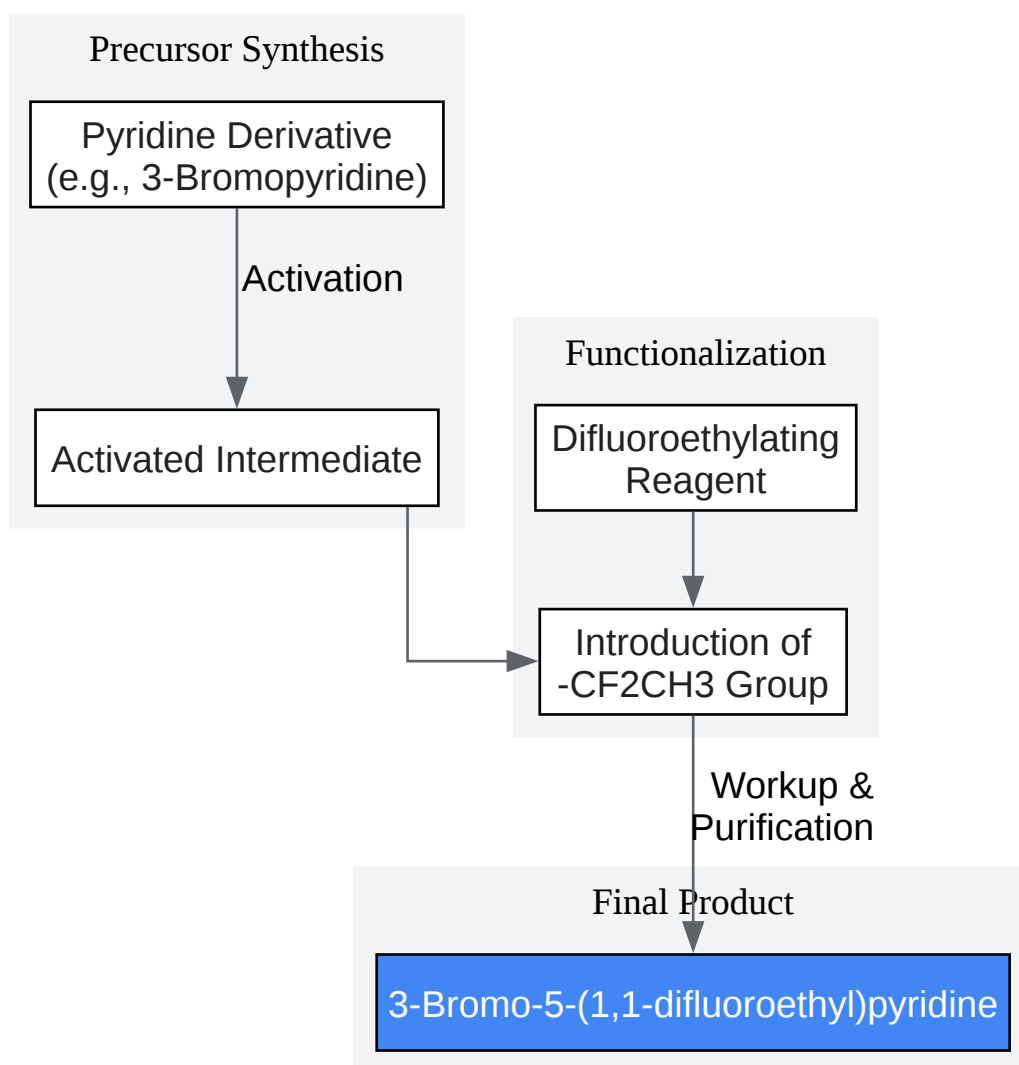 Precursor Synthesis
Pyridine Derivative
(e.g., 3-Bromopyridine)
Activation
Activated Intermediate
Functionalization
Difluoroethylating
Reagent
Introduction of
-CF2CH3 Group
Workup &
Purification
Final Product
3-Bromo-5-(1,1-difluoroethyl)pyridine